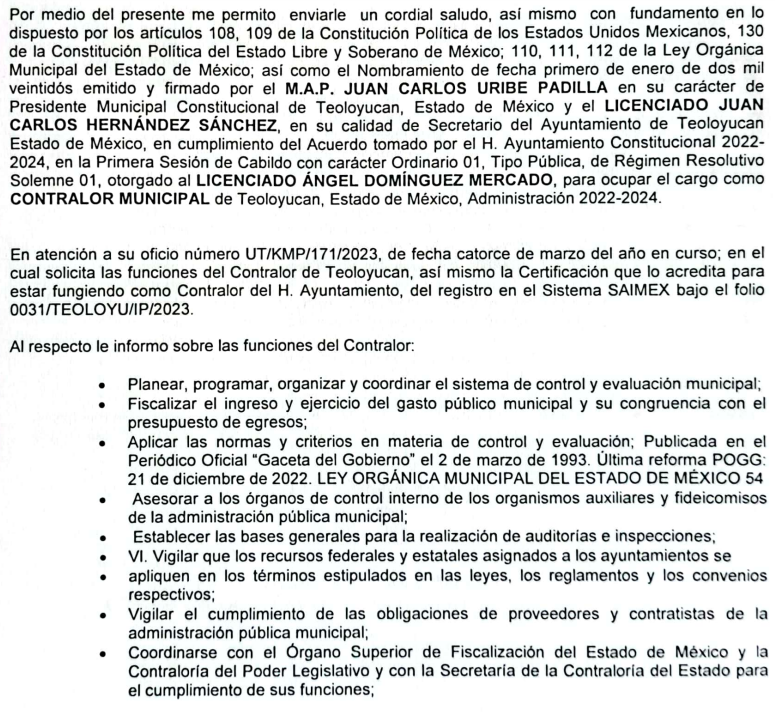 Por medio del presente me permito enviarle un cordial saludo, así mismo con fundamento en lo
dispuesto por los artículos 108, 109 de la Constitución Política de los Estados Unidos Mexicanos, 130
de la Constitución Política del Estado Libre y Soberano de México; 110, 111, 112 de la Ley Orgánica
Municipal del Estado de México; así como el Nombramiento de fecha primero de enero de dos mil
veintidós emitido y firmado por el M.A.P. JUAN CARLOS URIBE PADILLA en su carácter de
Presidente Municipal Constitucional de Teoloyucan, Estado de México y el LICENCIADO JUAN
CARLOS HERNÁNDEZ SÁNCHEZ, en su calidad de Secretario del Ayuntamiento de Teoloyucan
Estado de México, en cumplimiento del Acuerdo tomado por el H. Ayuntamiento Constitucional 2022-
2024, en la Primera Sesión de Cabildo con carácter Ordinario 01, Tipo Pública, de Régimen Resolutivo
Solemne 01, otorgado al LICENCIADO ÁNGEL DOMÍNGUEZ MERCADO, para ocupar el cargo como
CONTRALOR MUNICIPAL de Teoloyucan, Estado de México, Administración 2022-2024.
En atención a su oficio número UT/KMP/171/2023, de fecha catorce de marzo del año en curso; en el
cual solicita las funciones del Contralor de Teoloyucan, así mismo la Certificación que lo acredita para
estar fungiendo como Contralor del H. Ayuntamiento, del registro en el Sistema SAIMEX bajo el folio
0031/TEOLOYU/IP/2023.
Al respecto le informo sobre las funciones del Contralor:
• Planear, programar, organizar y coordinar el sistema de control y evaluación municipal;
• Fiscalizar el ingreso y ejercicio del gasto público municipal y su congruencia con el
presupuesto de egresos;
• Aplicar las normas y criterios en materia de control y evaluación; Publicada en el
Periódico Oficial "Gaceta del Gobierno" el 2 de marzo de 1993. Última reforma POGG:
21 de diciembre de 2022. LEY ORGÁNICA MUNICIPAL DEL ESTADO DE MÉXICO 54
• Asesorar a los órganos de control interno de los organismos auxiliares y fideicomisos
de la administración pública municipal;
• Establecer las bases generales para la realización de auditorías e inspecciones;
• VI. Vigilar que los recursos federales y estatales asignados a los ayuntamientos se
• apliquen en los términos estipulados en las leyes, los reglamentos y los convenios
respectivos;
• Vigilar el cumplimiento de las obligaciones de proveedores y contratistas de la
administración pública municipal;
• Coordinarse con el Órgano Superior de Fiscalización del Estado de México y la
Contraloría del Poder Legislativo y con la Secretaría de la Contraloría del Estado para
el cumplimiento de sus funciones;